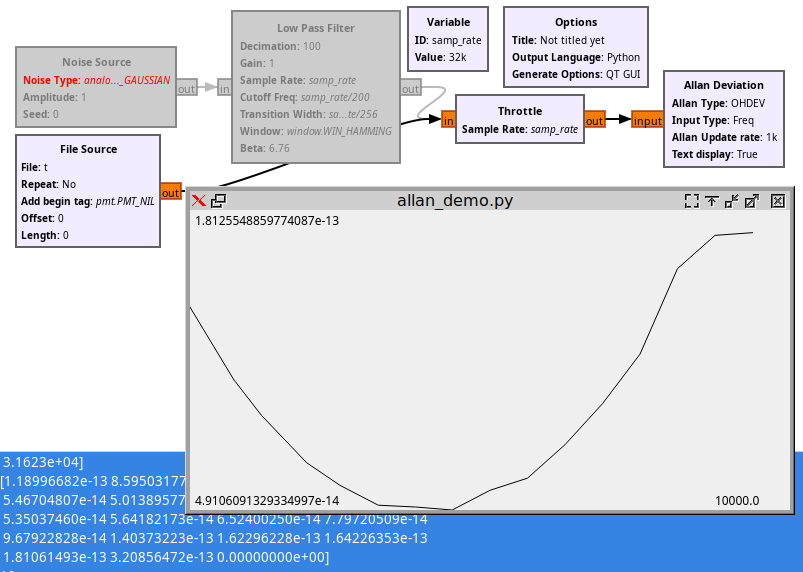 Noise Source
Noise Type: analo..._GAUSSIAN
Amplitude: 1
Seed: 0
out
in
Low Pass Filter
Decimation: 100
Gain: 1
Sample Rate: samp_rate
Cutoff Freq: samp_rate/200
Transition Width: sa...te/256
Window: window.WIN_HAMMING
Beta: 6.76
out
Variable
ID: samp_rate
Value: 32k
Options
Title: Not titled yet
Output Language: Python
Generate Options: QT GUI
in
Throttle
Sample Rate: samp_rate
out
input
Allan Deviation
Allan Type: OHDEV
Input Type: Freq
Allan Update rate: 1k
Text display: True
File Source
File: t
Repeat: No
Add begin tag: pmt.PMT_NIL
Offset: 0
Length: 0
out
allan_demo.py
1.8125548859774087e-13
4.9106091329334997e-14
10000.0
3.1623e+04]
[1.18996682e-13 8.59503177
5.46704807e-14 5.01389577
5.35037460e-14 5.64182173e-14 6.52400250e-14 7.79720509e-14
9.67922828e-14 1.40373223e-13 1.62296228e-13 1.64226353e-13
1.81061493e-13 3.20856472e-13 0.00000000e+00]